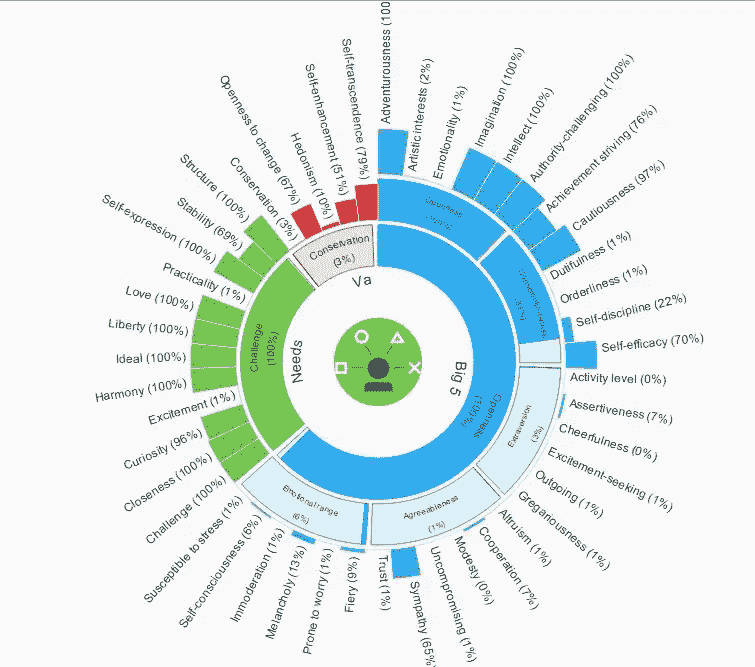 Adventurousness (100
Artistic interests (2%)
Emotionality (1%)
Imagination (100%)
Intellect (100%)
Authority-challenging (100%)
Achievement striving (76%)
Cautiousness (97%)
Dutifulness (1%)
Orderliness (1%)
Self-discipline (22%)
Self-efficacy (70%)
Activity level (0%)
Assertiveness (7%)
Cheerfulness (0%)
Excitement-seeking (1%)
Outgoing (1%)
Gregariousness (1%)
Altruism (1%)
Cooperation (7%)
Modesty (0%)
Uncompromising (1%)
Sympathy (65%)
Trust (1%)
Fiery (9%)
Prone to worry (1%)
Melancholy (13%)
Immoderation (1%)
Self-consciousness (6%)
Susceptible to stress (1%)
Challenge (100%)
Closeness (100%)
Curiosity (96%)
Excitement (1%)
Harmony (100%)
Ideal (100%)
Liberty (100%)
Love (100%)
Practicality (1%)
Self-expression (100%)
Stability (69%)
Structure (100%)
Conservation (3%)
Openness to change (67%)
Hedonism (10%)
Self-enhancement (51%)
Self-transcendence (79%)
Openness
Extraversion
(3%)
Agreeableness
(1%)
Emotional range
(6%)
Challenge
(100%)
Conservation
(3%)
Openness
(100%)
Va
Needs
Big 5